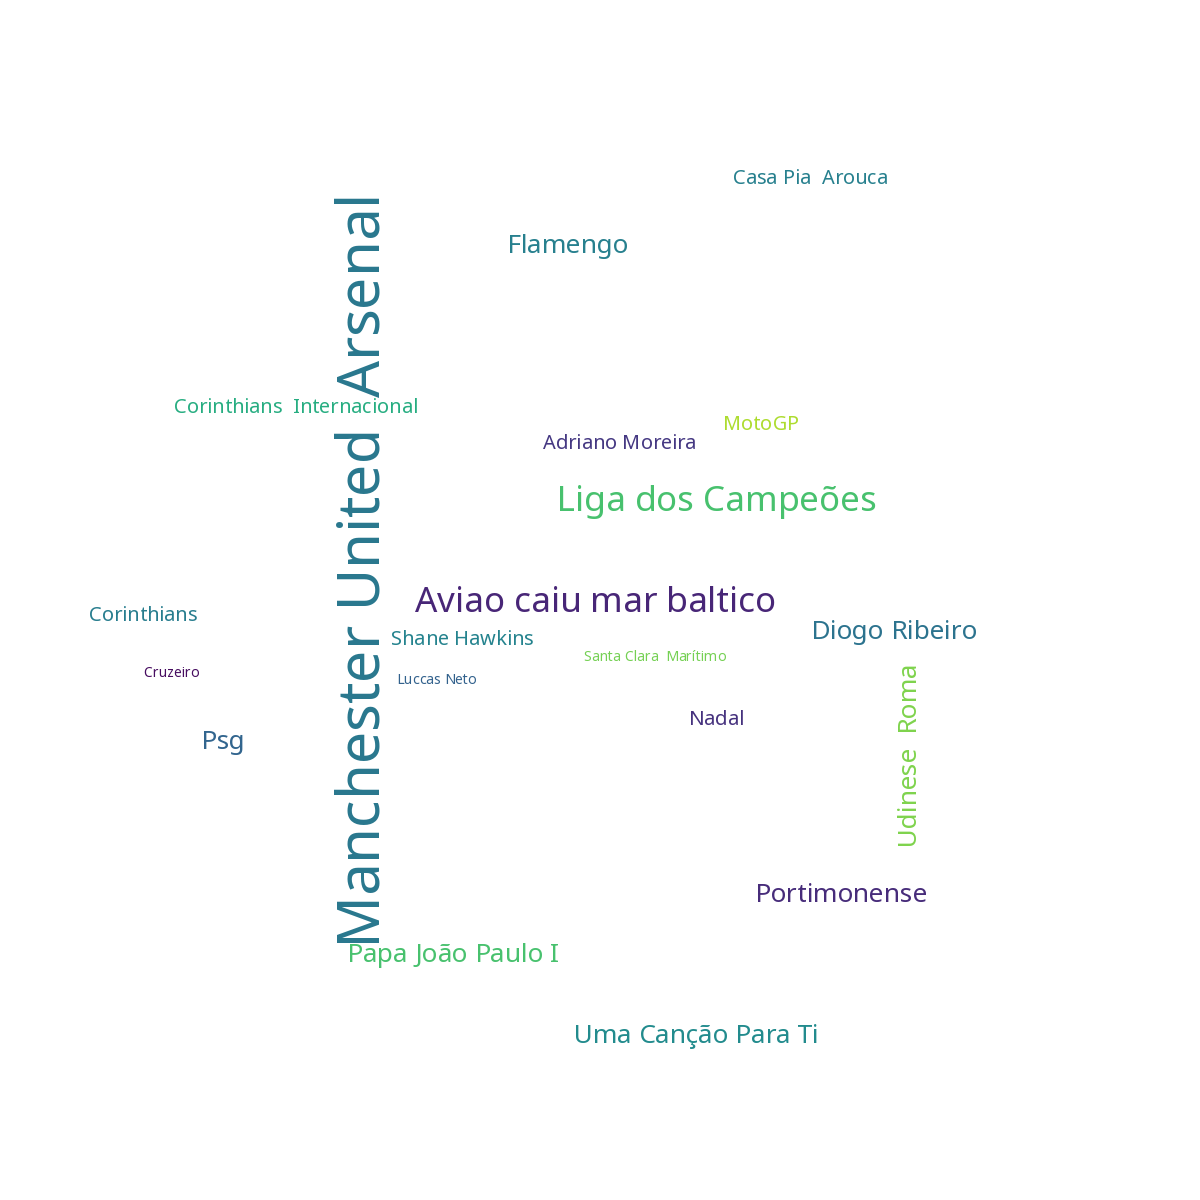 Casa Pia  Arouca
Flamengo
Manchester United  Arsenal
Corinthians  Internacional
MotoGP
Adriano Moreira
Liga dos Campeões
Aviao caiu mar baltico
Corinthians
Diogo Ribeiro
Shane Hawkins
Santa Clara  Marítimo
Cruzeiro
Luccas Neto
Udinese  Roma
Nadal
Psg
Portimonense
Papa João Paulo I
Uma Canção Para Ti